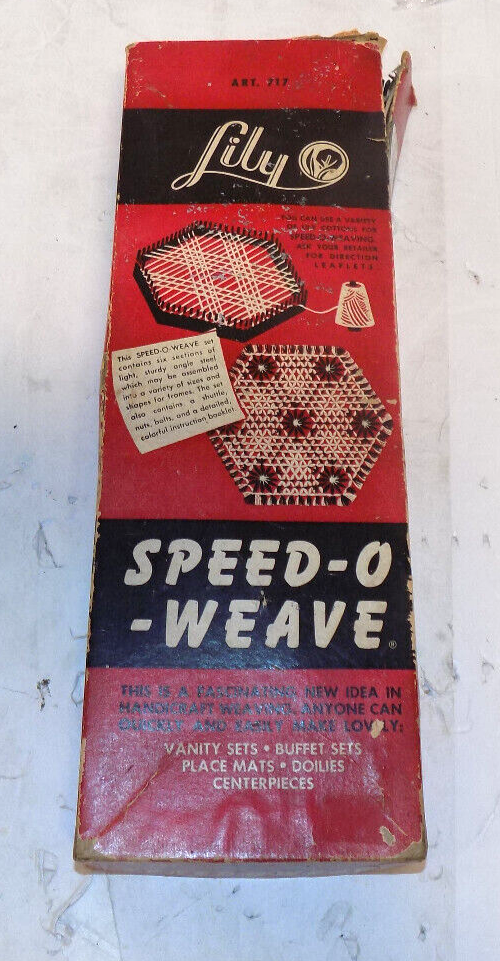 ART. 717
Lily
YOU CAN USE A VARIETY
OF LILY COTTONS FOR
SPEED-O-WEAVING.
ASK YOUR RETAILER
FOR DIRECTION
LEAFLETS.
This SPEED-O-WEAVE set
contains six sections of
light, sturdy angle steel
which may be assembled
into a variety of sizes and
shapes for frames. The set
also contains a shuttle,
nuts, bolts, and a detailed,
colorful instruction booklet.
SPEED-O
-WEAVE®
THIS IS A FASCINATING NEW IDEA IN
HANDICRAFT WEAVING. ANYONE CAN
QUICKLY AND EASILY MAKE LOVELY:
VANITY SETS • BUFFET SETS
PLACE MATS • DOILIES
CENTERPIECES